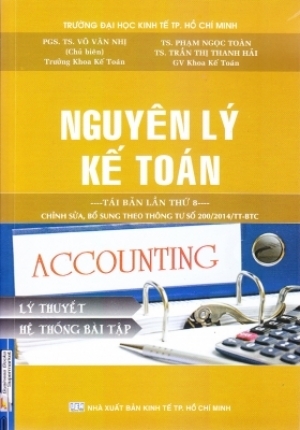 TRƯỜNG ĐẠI HỌC KINH TẾ TP. HỒ CHÍ MINH
PGS. TS. VÕ VĂN NHỊ
(Chủ biên)
Trưởng Khoa Kế Toán
TS. PHẠM NGỌC TOÀN
TS. TRẦN THỊ THANH HẢI
GV Khoa Kế Toán
NGUYÊN LÝ
KẾ TOÁN
----TÁI BẢN LẦN THỨ 8----
CHỈNH SỬA, BỔ SUNG THEO THÔNG TƯ SỐ 200/2014/TT-BTC
ACCOUNTING
LÝ THUYẾT
HỆ THỐNG BÀI TẬP
NHÀ XUẤT BẢN KINH TẾ TP. HỒ CHÍ MINH